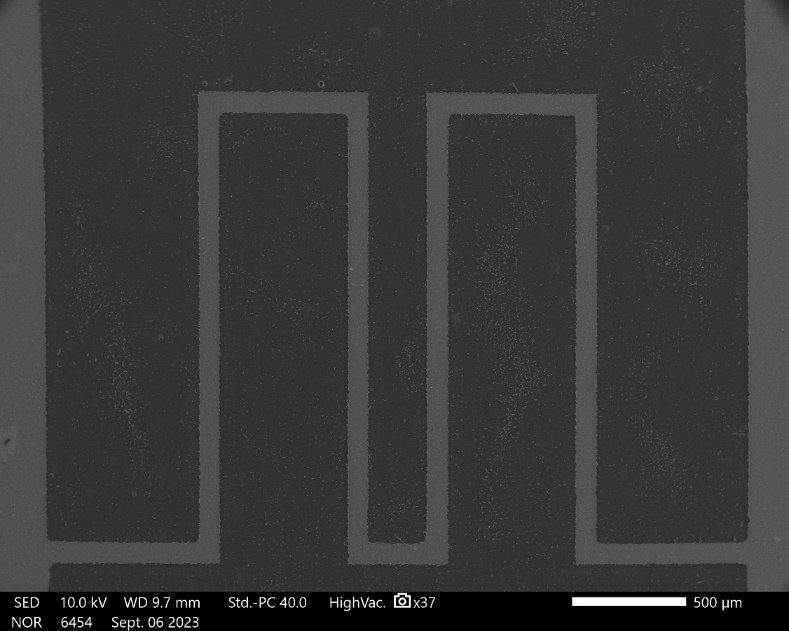 SED 10.0 kV WD 9.7 mm Std.-PC 40.0 HighVac. x37 500 µm
NOR 6454 Sept. 06 2023